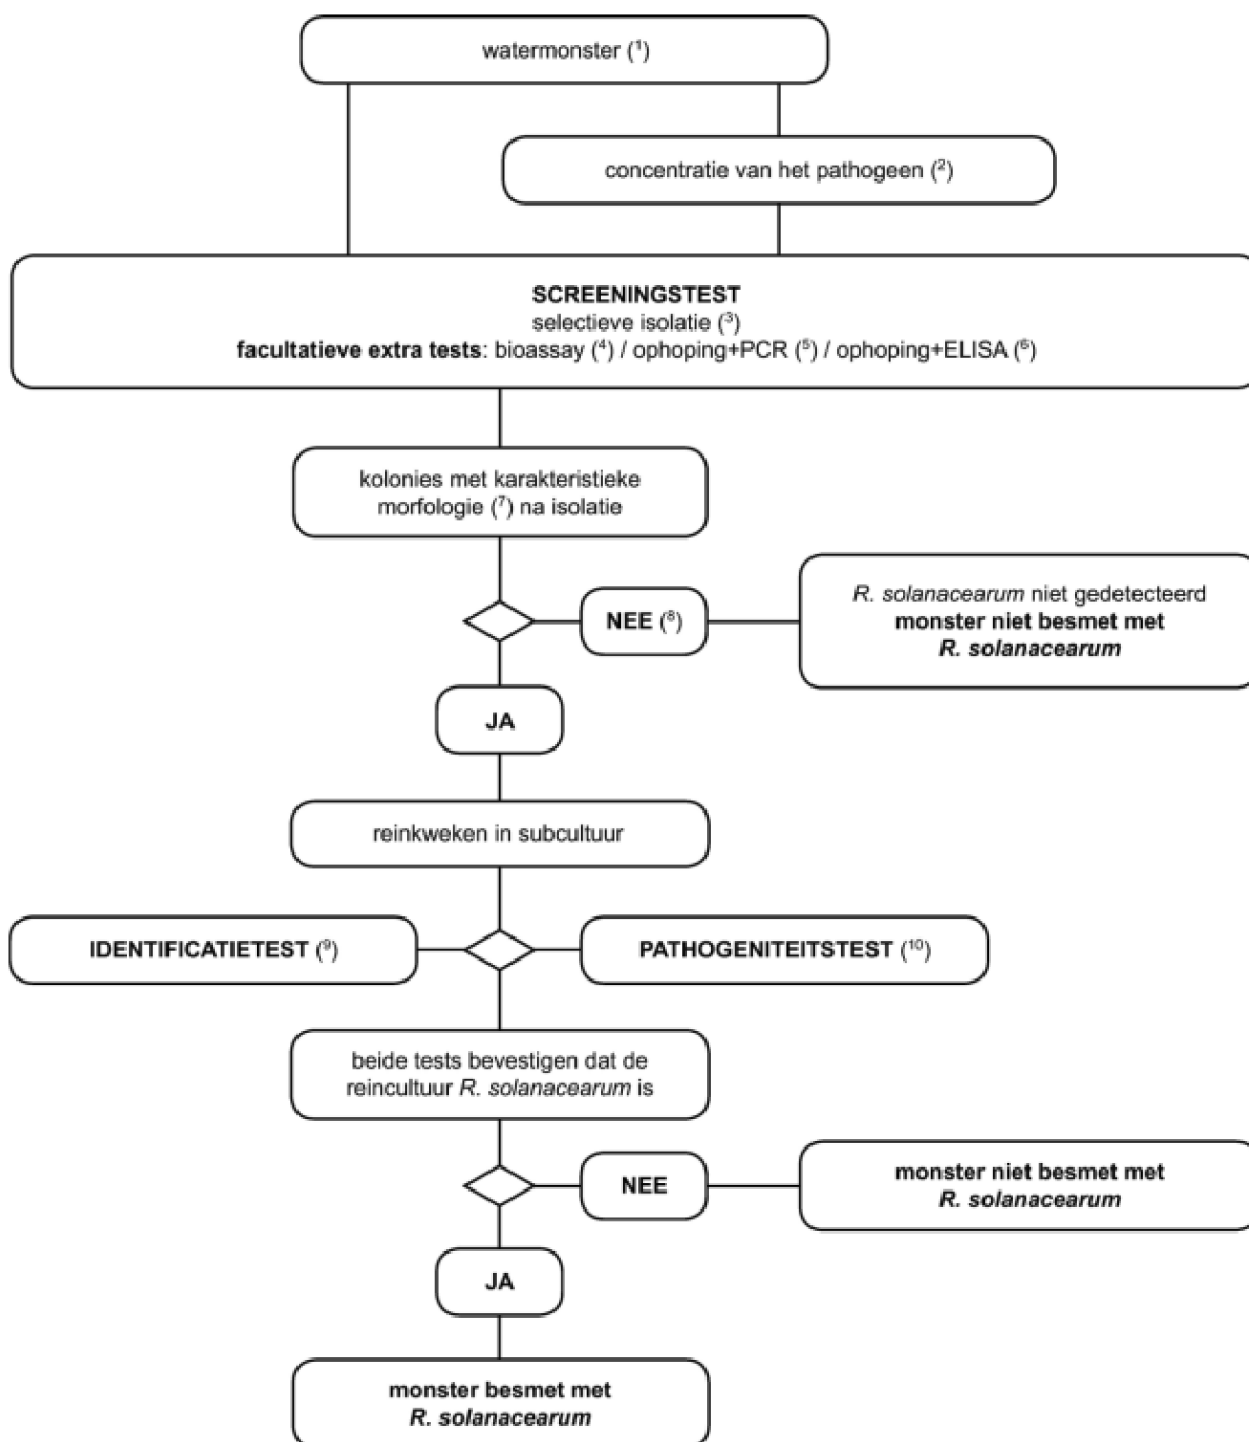 watermonster (¹)
concentratie van het pathogeen (²)
SCREENINGSTEST
selectieve isolatie (³)
facultatieve extra tests: bioassay (⁴) / ophoping+PCR (⁵) / ophoping+ELISA (⁶)
kolonies met karakteristieke
morfologie (⁷) na isolatie
NEE (⁸)
R. solanacearum niet gedetecteerd
monster niet besmet met
R. solanacearum
JA
reinkweken in subcultuur
IDENTIFICATIETEST (⁹)
PATHOGENITEITSTEST (¹⁰)
beide tests bevestigen dat de
reincultuur R. solanacearum is
NEE
monster niet besmet met
R. solanacearum
JA
monster besmet met
R. solanacearum